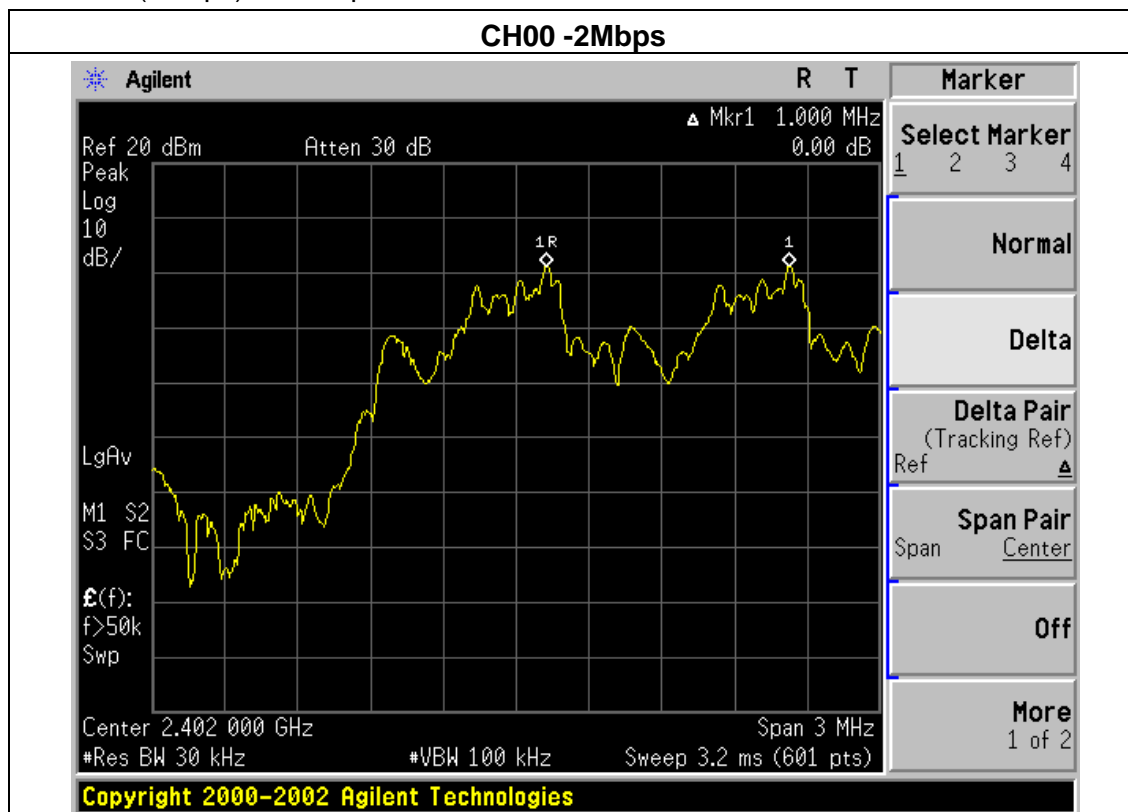 CH00 -2Mbps
Agilent R T
Marker
Δ Mkr1 1.000 MHz
Ref 20 dBm Atten 30 dB 0.00 dB
Peak
Log
10
dB/
1R
1
LgAv
M1 S2
S3 FC
£(f):
f>50k
Swp
Center 2.402 000 GHz Span 3 MHz
#Res BW 30 kHz #VBW 100 kHz Sweep 3.2 ms (601 pts)
Copyright 2000-2002 Agilent Technologies
Select Marker
1 2 3 4
Normal
Delta
Delta Pair
(Tracking Ref)
Ref Δ
Span Pair
Span Center
Off
More
1 of 2